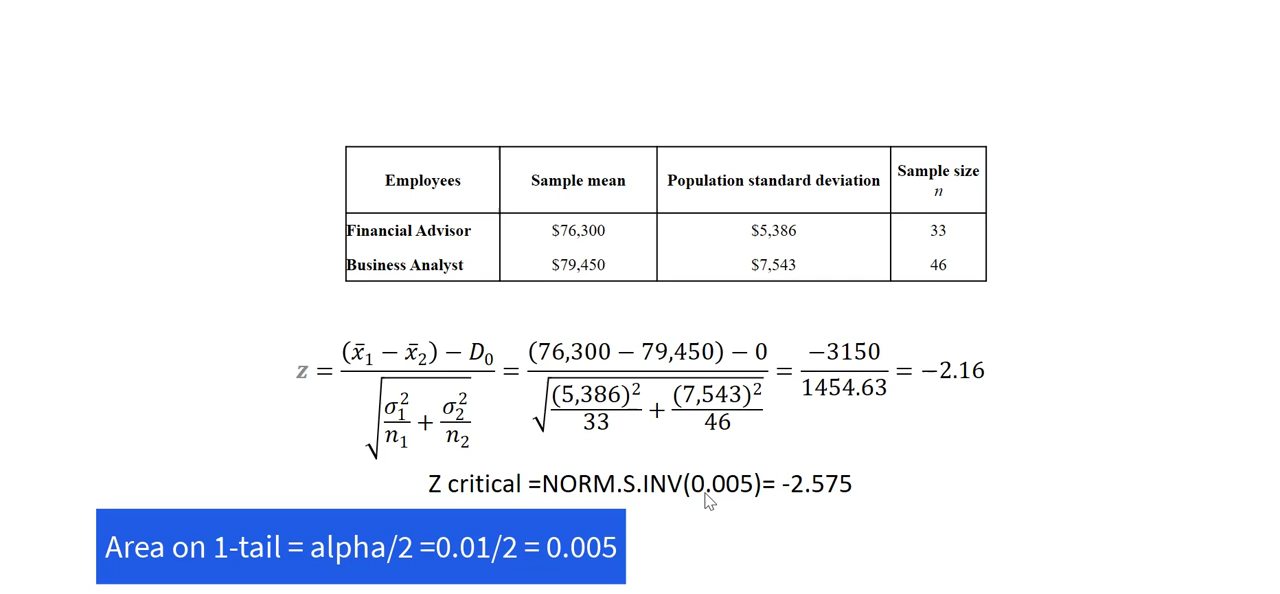 Employees Sample mean Population standard deviation Sample size n
Financial Advisor $76,300 $5,386 33
Business Analyst $79,450 $7,543 46
z = (x̄₁ − x̄₂) − D₀ / √(σ₁²/n₁ + σ₂²/n₂) = (76,300 − 79,450) − 0 / √((5,386)²/33 + (7,543)²/46) = −3150/1454.63 = −2.16
Z critical =NORM.S.INV(0.005)= -2.575
Area on 1-tail = alpha/2 =0.01/2 = 0.005